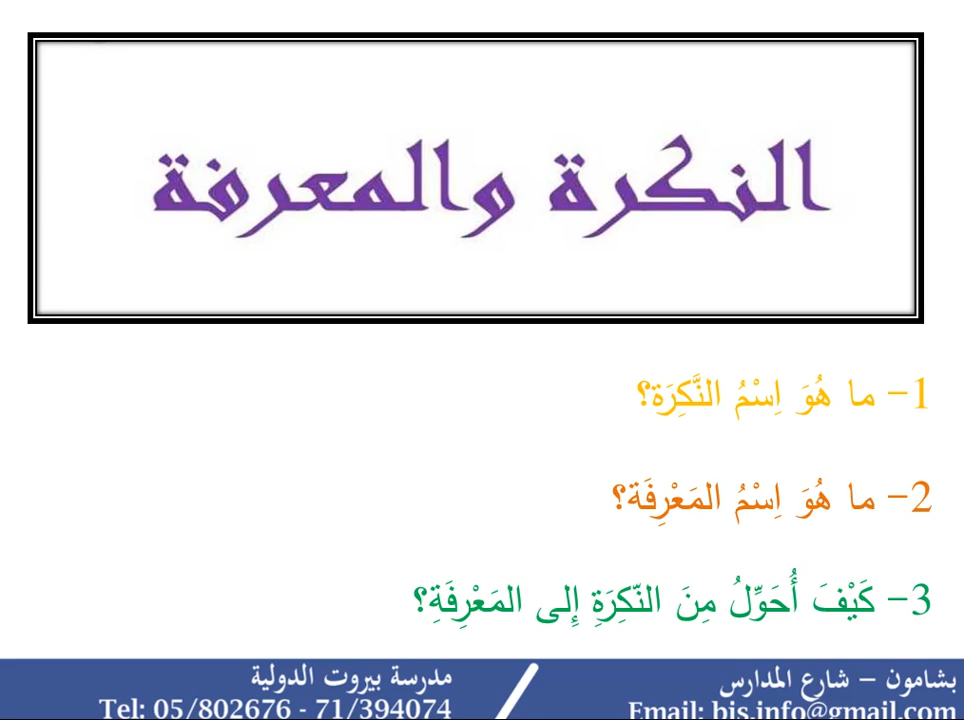 النكرة والمعرفة
1- ما هُوَ اِسْمُ النَّكِرَة؟
2- ما هُوَ اِسْمُ المَعْرِفَة؟
3- كَيْفَ أُحَوِّلُ مِنَ النّكِرَةِ إِلى المَعْرِفَةِ؟
بشامون – شارع المدارس
Email: bis.info@gmail.com
مدرسة بيروت الدولية
Tel: 05/802676 - 71/394074